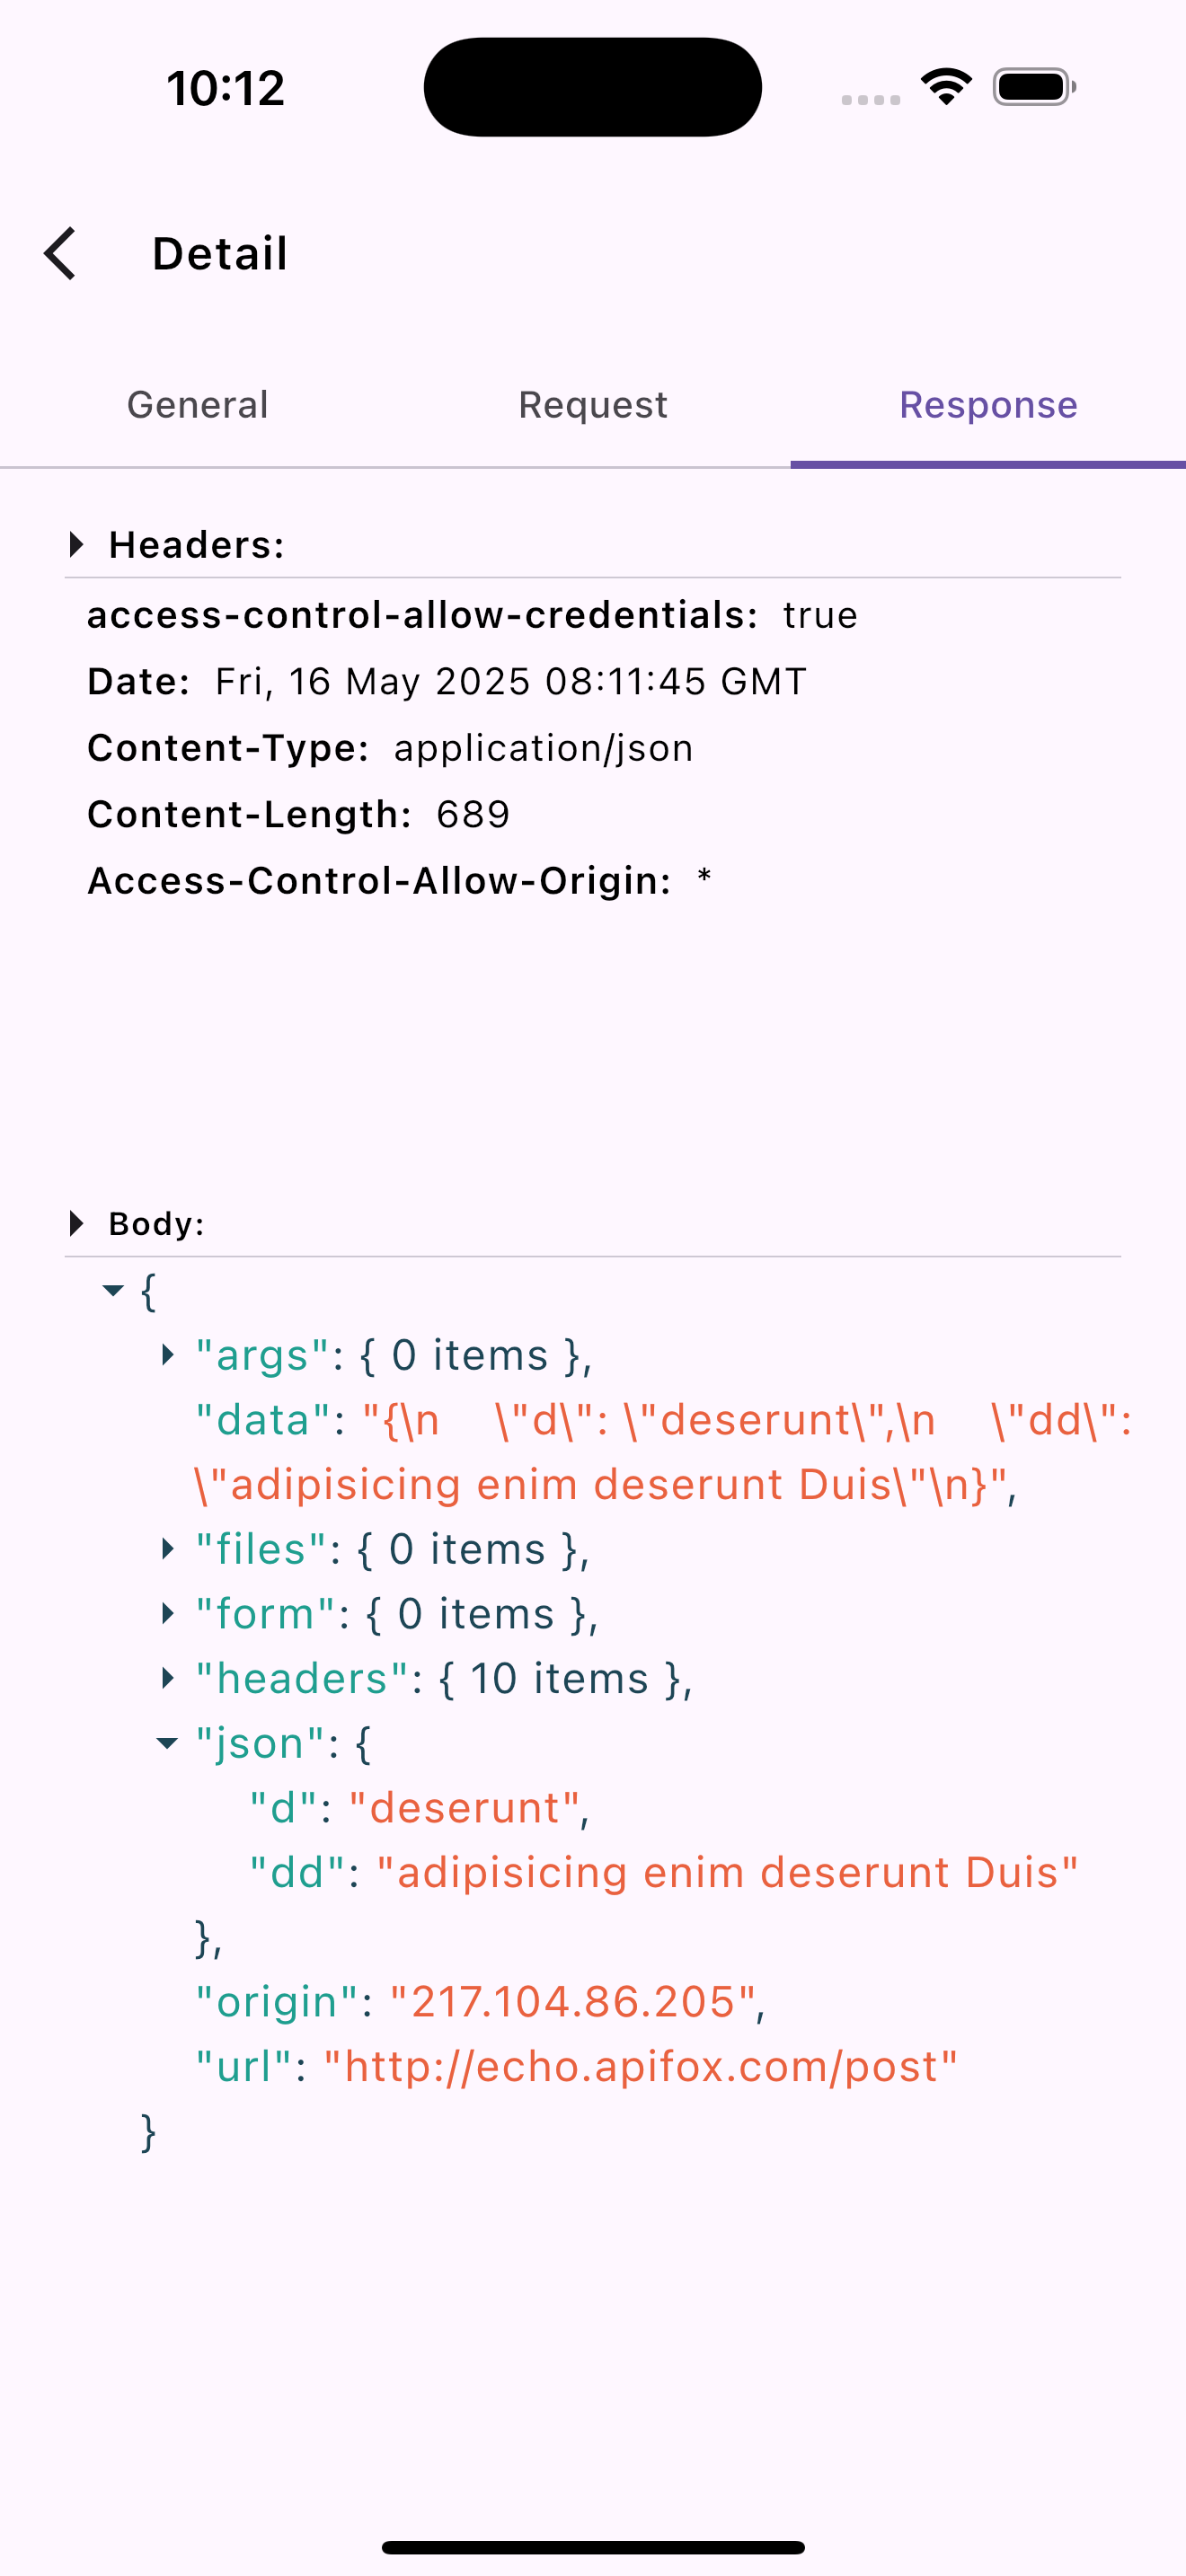 10:12
Detail
General Request Response
Headers:
access-control-allow-credentials: true
Date: Fri, 16 May 2025 08:11:45 GMT
Content-Type: application/json
Content-Length: 689
Access-Control-Allow-Origin: *
Body:
{
"args": { 0 items },
"data": "{\n    \"d\": \"deserunt\",\n    \"dd\":
\"adipisicing enim deserunt Duis\"\n}",
"files": { 0 items },
"form": { 0 items },
"headers": { 10 items },
"json": {
"d": "deserunt",
"dd": "adipisicing enim deserunt Duis"
},
"origin": "217.104.86.205",
"url": "http://echo.apifox.com/post"
}